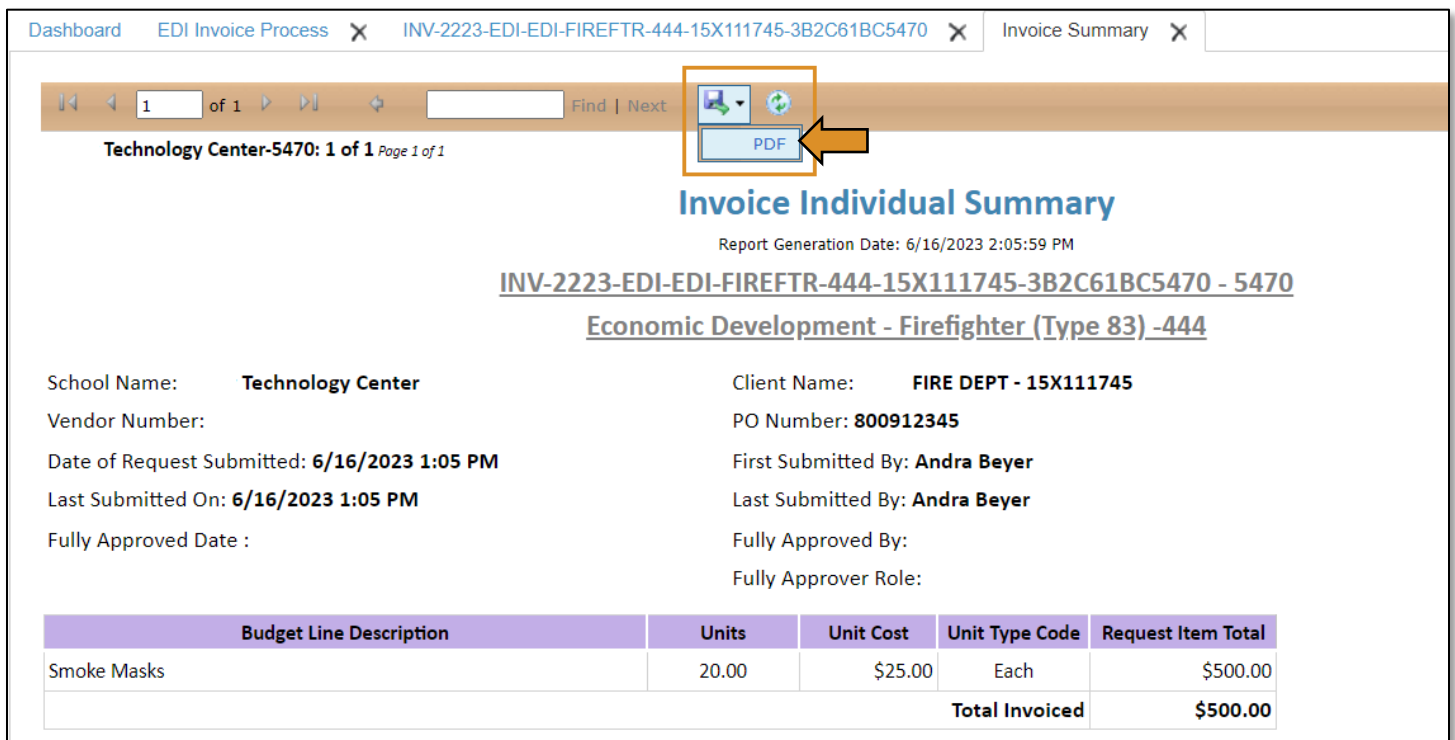 Dashboard EDI Invoice Process INV-2223-EDI-EDI-FIREFTR-444-15X111745-3B2C61BC5470 Invoice Summary
1 of 1 Find | Next
PDF
Technology Center-5470: 1 of 1 Page 1 of 1
Invoice Individual Summary
Report Generation Date: 6/16/2023 2:05:59 PM
INV-2223-EDI-EDI-FIREFTR-444-15X111745-3B2C61BC5470 - 5470
Economic Development - Firefighter (Type 83) -444
School Name: Technology Center Client Name: FIRE DEPT - 15X111745
Vendor Number: PO Number: 800912345
Date of Request Submitted: 6/16/2023 1:05 PM First Submitted By: Andra Beyer
Last Submitted On: 6/16/2023 1:05 PM Last Submitted By: Andra Beyer
Fully Approved Date : Fully Approved By:
Fully Approver Role:
Budget Line Description Units Unit Cost Unit Type Code Request Item Total
Smoke Masks 20.00 $25.00 Each $500.00
Total Invoiced $500.00